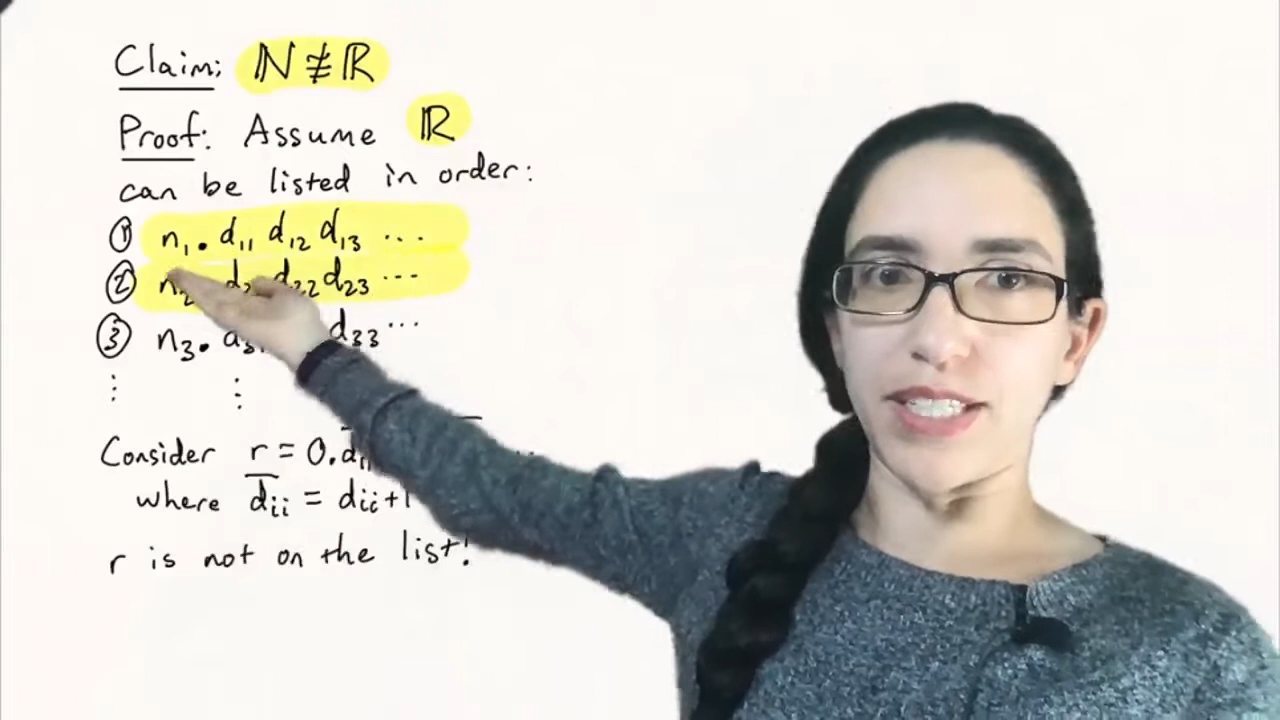 Claim: ℕ ≢ ℝ
Proof: Assume ℝ
can be listed in order:
① n₁. d₁₁ d₁₂ d₁₃ ...
② n₂ d₂₂ d₂₃ ...
③ n₃. d₃₃ ...
⋮ ⋮
Consider r = 0.d̅
where d̅ᵢᵢ = dᵢᵢ+1
r is not on the list!